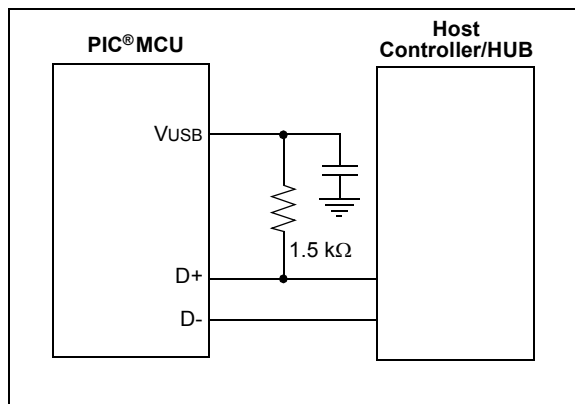 PIC®MCU
Host
Controller/HUB
VUSB
1.5 kΩ
D+
D-